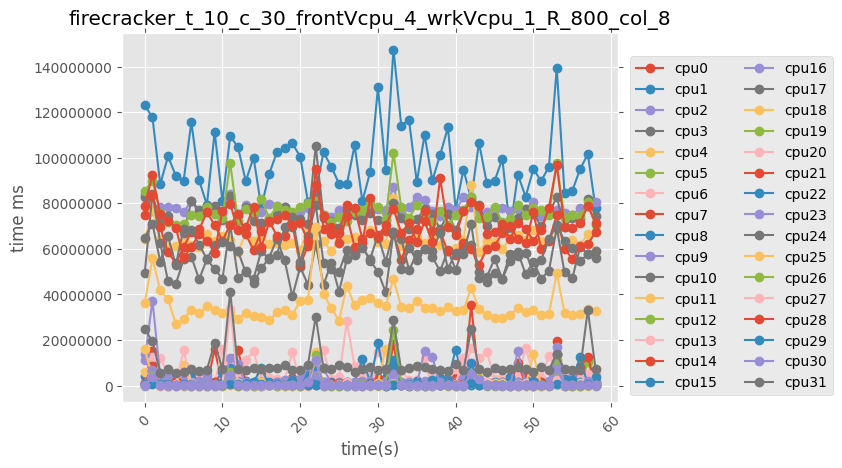 firecracker_t_10_c_30_frontVcpu_4_wrkVcpu_1_R_800_col_8
140000000
120000000
100000000
80000000
60000000
40000000
20000000
0
time ms
0
10
20
30
40
50
60
time(s)
cpu0
cpu1
cpu2
cpu3
cpu4
cpu5
cpu6
cpu7
cpu8
cpu9
cpu10
cpu11
cpu12
cpu13
cpu14
cpu15
cpu16
cpu17
cpu18
cpu19
cpu20
cpu21
cpu22
cpu23
cpu24
cpu25
cpu26
cpu27
cpu28
cpu29
cpu30
cpu31